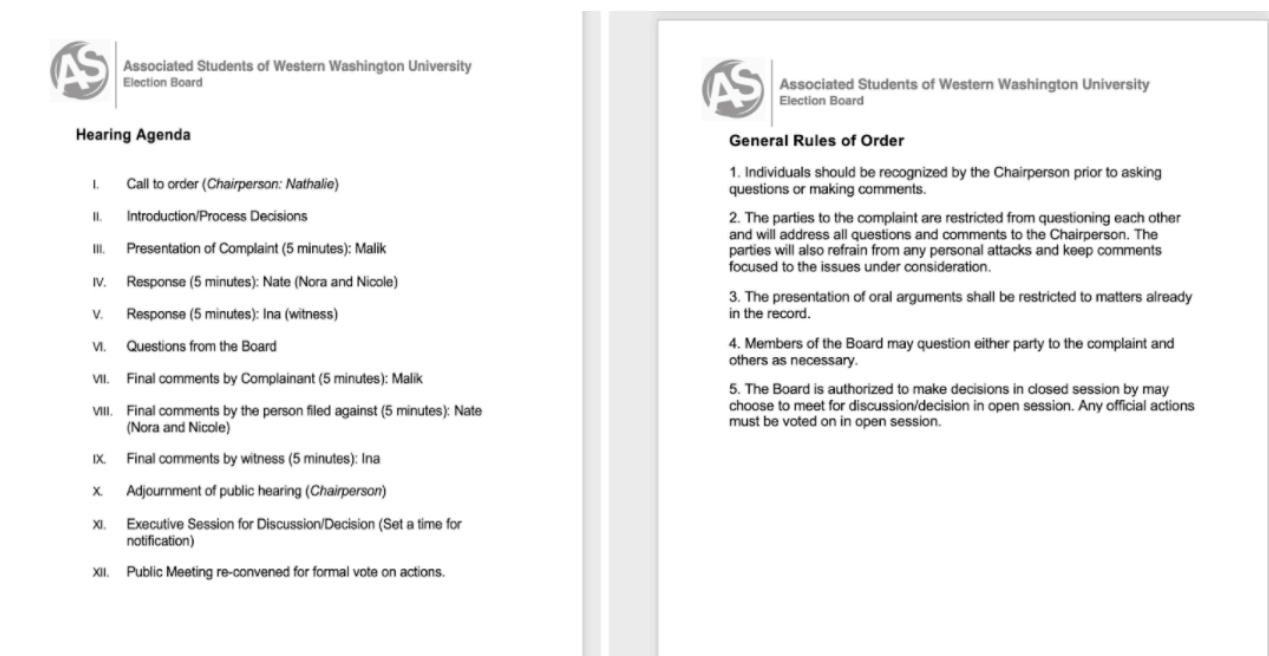 AS
Associated Students of Western Washington University
Election Board
Hearing Agenda
I. Call to order (Chairperson: Nathalie)
II. Introduction/Process Decisions
III. Presentation of Complaint (5 minutes): Malik
IV. Response (5 minutes): Nate (Nora and Nicole)
V. Response (5 minutes): Ina (witness)
VI. Questions from the Board
VII. Final comments by Complainant (5 minutes): Malik
VIII. Final comments by the person filed against (5 minutes): Nate
(Nora and Nicole)
IX. Final comments by witness (5 minutes): Ina
X. Adjournment of public hearing (Chairperson)
XI. Executive Session for Discussion/Decision (Set a time for
notification)
XII. Public Meeting re-convened for formal vote on actions.
AS
Associated Students of Western Washington University
Election Board
General Rules of Order
1. Individuals should be recognized by the Chairperson prior to asking
questions or making comments.
2. The parties to the complaint are restricted from questioning each other
and will address all questions and comments to the Chairperson. The
parties will also refrain from any personal attacks and keep comments
focused to the issues under consideration.
3. The presentation of oral arguments shall be restricted to matters already
in the record.
4. Members of the Board may question either party to the complaint and
others as necessary.
5. The Board is authorized to make decisions in closed session by may
choose to meet for discussion/decision in open session. Any official actions
must be voted on in open session.